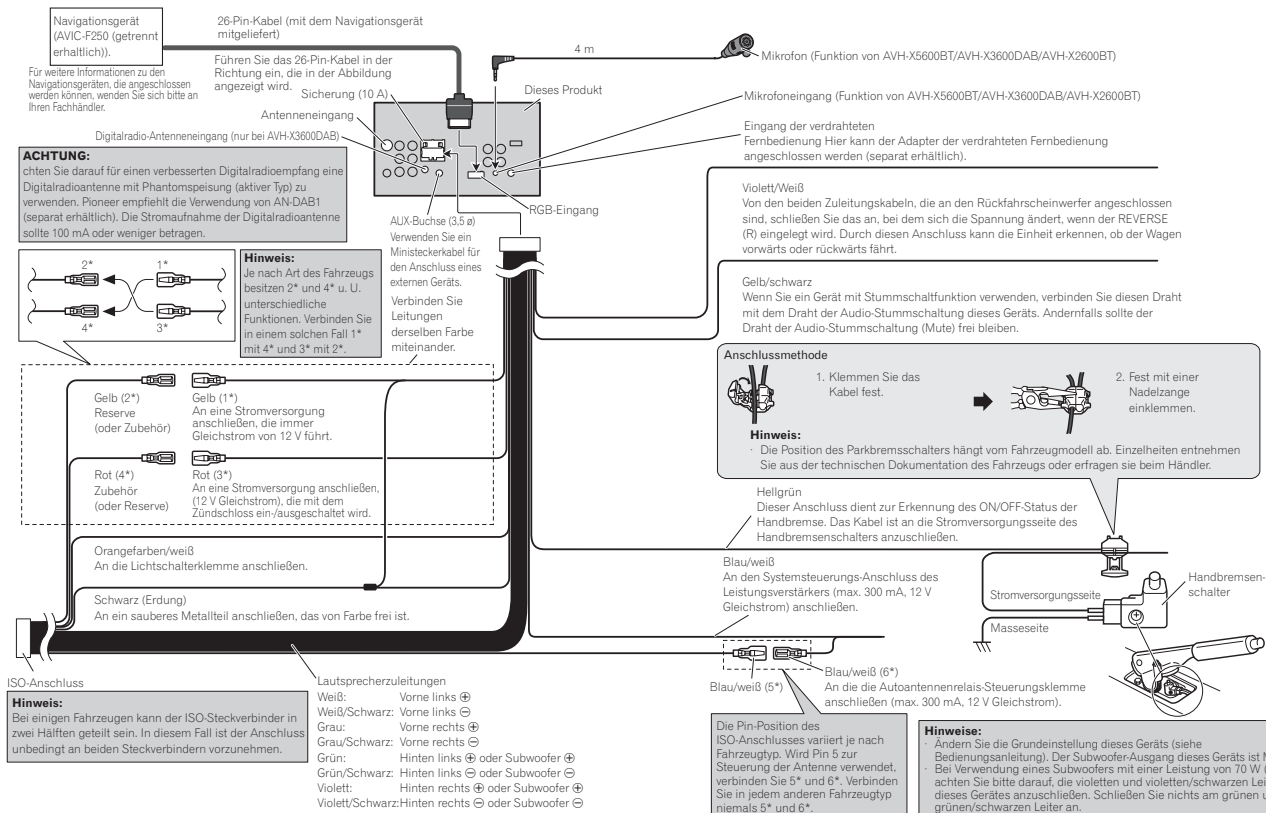 Navigationsgerät
(AVIC-F250 (getrennt
erhaltlich)).
Für weitere Informationen zu den
Navigationsgeräten, die angeschlossen
werden können, wenden Sie sich bitte an
Ihren Fachhändler.
26-Pin-Kabel (mit dem Navigationsgerät
mitgeliefert)
Führen Sie das 26-Pin-Kabel in der
Richtung ein, die in der Abbildung
angezeigt wird.
Sicherung (10 A)
Antenneneingang
Digitalradio-Antenneneingang (nur bei AVH-X3600DAB)
4 m
Dieses Produkt
Mikrofon (Funktion von AVH-X5600BT/AVH-X3600DAB/AVH-X2600BT)
Mikrofoneingang (Funktion von AVH-X5600BT/AVH-X3600DAB/AVH-X2600BT)
Eingang der verdrahteten
Fernbedienung Hier kann der Adapter der verdrahteten Fernbedienung
angeschlossen werden (separat erhältlich).
RGB-Eingang
ACHTUNG:
chten Sie darauf für einen verbesserten Digitalradioempfang eine
Digitalradioantenne mit Phantomspeisung (aktiver Typ) zu
verwenden. Pioneer empfiehlt die Verwendung von AN-DAB1
(separat erhältlich). Die Stromaufnahme der Digitalradioantenne
sollte 100 mA oder weniger betragen.
AUX-Buchse (3,5 ø)
Verwenden Sie ein
Ministeckerkabel für
den Anschluss eines
externen Geräts.
Verbinden Sie
Leitungen
derselben Farbe
miteinander.
2* 1*
4* 3*
Hinweis:
Je nach Art des Fahrzeugs
besitzen 2* und 4* u. U.
unterschiedliche
Funktionen. Verbinden Sie
in einem solchen Fall 1*
mit 4* und 3* mit 2*.
Violett/Weiß
Von den beiden Zuleitungskabeln, die an den Rückfahrscheinwerfer angeschlossen
sind, schließen Sie das an, bei dem sich die Spannung ändert, wenn der REVERSE
(R) eingelegt wird. Durch diesen Anschluss kann die Einheit erkennen, ob der Wagen
vorwärts oder rückwärts fährt.
Gelb/schwarz
Wenn Sie ein Gerät mit Stummschaltfunktion verwenden, verbinden Sie diesen Draht
mit dem Draht der Audio-Stummschaltung dieses Geräts. Andernfalls sollte der
Draht der Audio-Stummschaltung (Mute) frei bleiben.
Anschlussmethode
1. Klemmen Sie das
Kabel fest.
2. Fest mit einer
Nadelzange
einklemmen.
Hinweis:
· Die Position des Parkbremsschalters hängt vom Fahrzeugmodell ab. Einzelheiten entnehmen
Sie aus der technischen Dokumentation des Fahrzeugs oder erfragen sie beim Händler.
Gelb (2*)
Reserve
(oder Zubehör)
Gelb (1*)
An eine Stromversorgung
anschließen, die immer
Gleichstrom von 12 V führt.
Rot (4*)
Zubehör
(oder Reserve)
Rot (3*)
An eine Stromversorgung anschließen,
(12 V Gleichstrom), die mit dem
Zündschloss ein-/ausgeschaltet wird.
Orangefarben/weiß
An die Lichtschalterklemme anschließen.
Schwarz (Erdung)
An ein sauberes Metallteil anschließen, das von Farbe frei ist.
Hellgrün
Dieser Anschluss dient zur Erkennung des ON/OFF-Status der
Handbremse. Das Kabel ist an die Stromversorgungsseite des
Handbremsenschalters anzuschließen.
Blau/weiß
An den Systemsteuerungs-Anschluss des
Leistungsverstärkers (max. 300 mA, 12 V
Gleichstrom) anschließen.
Stromversorgungsseite
Masseseite
Handbremsen-
schalter
ISO-Anschluss
Hinweis:
Bei einigen Fahrzeugen kann der ISO-Steckverbinder in
zwei Hälften geteilt sein. In diesem Fall ist der Anschluss
unbedingt an beiden Steckverbindern vorzunehmen.
Lautsprecherzuleitungen
Weiß: Vorne links ⊕
Weiß/Schwarz: Vorne links ⊖
Grau: Vorne rechts ⊕
Grau/Schwarz: Vorne rechts ⊖
Grün: Hinten links ⊕ oder Subwoofer ⊕
Grün/Schwarz: Hinten links ⊖ oder Subwoofer ⊖
Violett: Hinten rechts ⊕ oder Subwoofer ⊕
Violett/Schwarz: Hinten rechts ⊖ oder Subwoofer ⊖
Blau/weiß (5*)
Blau/weiß (6*)
An die die Autoantennenrelais-Steuerungsklemme
anschließen (max. 300 mA, 12 V Gleichstrom).
Die Pin-Position des
ISO-Anschlusses variiert je nach
Fahrzeugtyp. Wird Pin 5 zur
Steuerung der Antenne verwendet,
verbinden Sie 5* und 6*. Verbinden
Sie in jedem anderen Fahrzeugtyp
niemals 5* und 6*.
Hinweise:
· Ändern Sie die Grundeinstellung dieses Geräts (siehe
Bedienungsanleitung). Der Subwoofer-Ausgang dieses Geräts ist
· Bei Verwendung eines Subwoofers mit einer Leistung von 70 W
achten Sie bitte darauf, die violetten und violetten/schwarzen
dieses Gerätes anzuschließen. Schließen Sie nichts am grünen
grünen/schwarzen Leiter an.